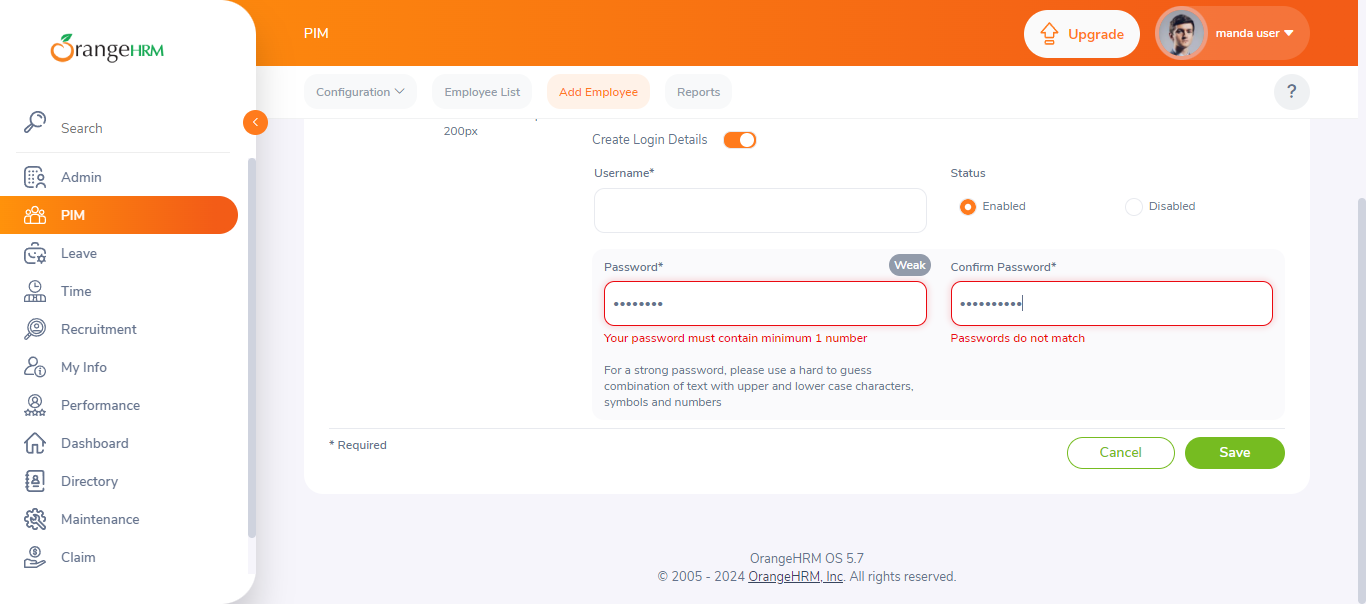 OrangeHRM
Search
Admin
PIM
Leave
Time
Recruitment
My Info
Performance
Dashboard
Directory
Maintenance
Claim
PIM
Upgrade
manda user
Configuration
Employee List
Add Employee
Reports
?
200px
Create Login Details
Username*
Status
Enabled
Disabled
Password*
Weak
Confirm Password*
••••••••
••••••••••
Your password must contain minimum 1 number
Passwords do not match
For a strong password, please use a hard to guess
combination of text with upper and lower case characters,
symbols and numbers
* Required
Cancel
Save
OrangeHRM OS 5.7
© 2005 - 2024 OrangeHRM, Inc. All rights reserved.